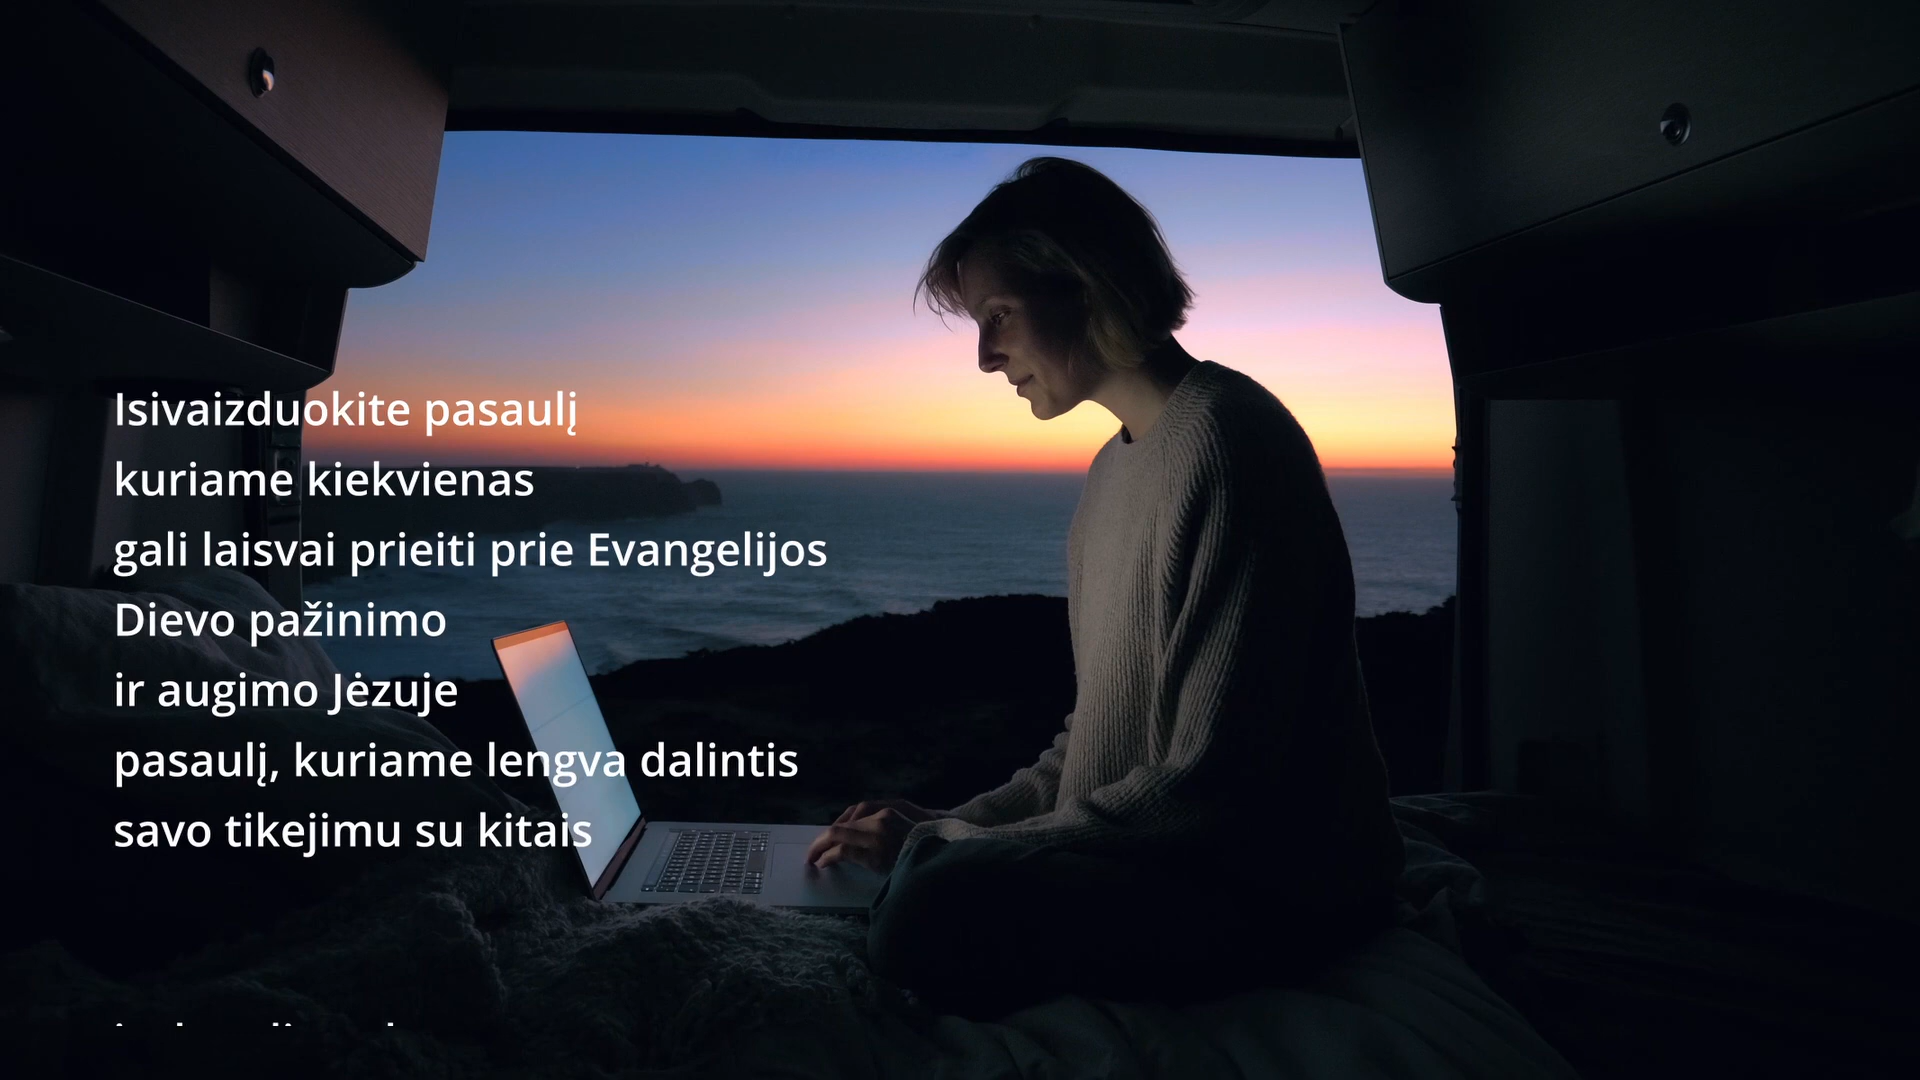 Isivaizduokite pasaulį
kuriame kiekvienas
gali laisvai prieiti prie Evangelijos
Dievo pažinimo
ir augimo Jėzuje
pasaulį, kuriame lengva dalintis
savo tikejimu su kitais